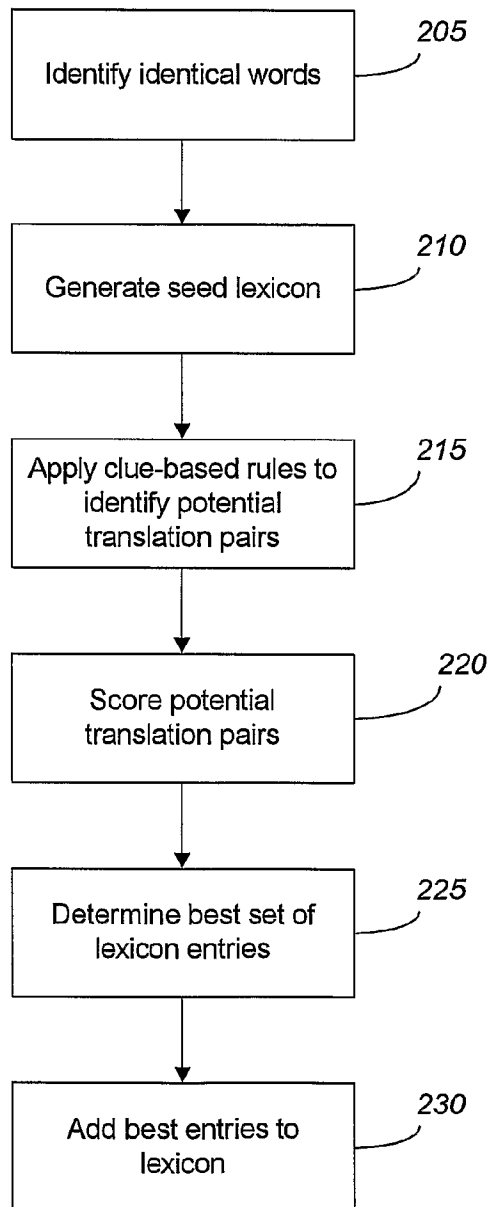 205
Identify identical words
210
Generate seed lexicon
215
Apply clue-based rules to
identify potential
translation pairs
220
Score potential
translation pairs
225
Determine best set of
lexicon entries
230
Add best entries to
lexicon